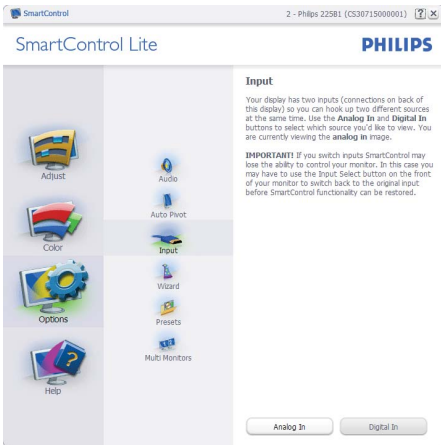 SmartControl
2 - Philips 225B1 (CS30715000001)
SmartControl Lite
PHILIPS
Adjust
Color
Options
Help
Audio
Auto Pivot
Input
Wizard
Presets
Multi Monitors
Input
Your display has two inputs (connections on back of
this display) so you can hook up two different sources
at the same time. Use the Analog In and Digital In
buttons to select which source you'd like to view. You
are currently viewing the analog in image.
IMPORTANT! If you switch inputs SmartControl may
lose the ability to control your monitor. In this case you
may have to use the Input Select button on the front
of your monitor to switch back to the original input
before SmartControl functionality can be restored.
Analog In
Digital In